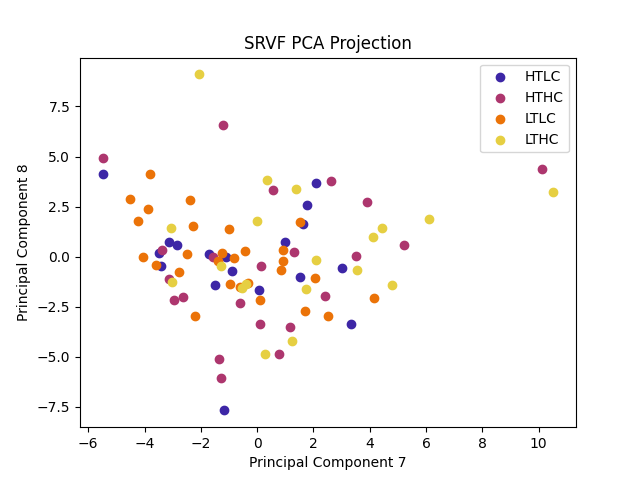 SRVF PCA Projection
HTLC
HTHC
LTLC
LTHC
7.5
5.0
2.5
0.0
−2.5
−5.0
−7.5
Principal Component 8
−6 −4 −2 0 2 4 6 8 10
Principal Component 7